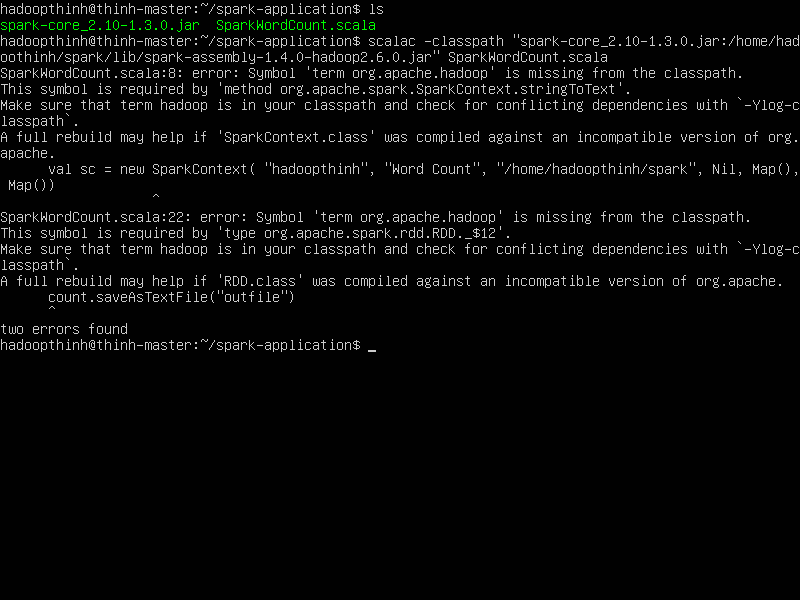 hadoopthinh@thinh-master:~/spark-application$ ls
spark-core_2.10-1.3.0.jar  SparkWordCount.scala
hadoopthinh@thinh-master:~/spark-application$ scalac -classpath "spark-core_2.10-1.3.0.jar:/home/had
oopthinh/spark/lib/spark-assembly-1.4.0-hadoop2.6.0.jar" SparkWordCount.scala
SparkWordCount.scala:8: error: Symbol 'term org.apache.hadoop' is missing from the classpath.
This symbol is required by 'method org.apache.spark.SparkContext.stringToText'.
Make sure that term hadoop is in your classpath and check for conflicting dependencies with `-Ylog-c
lasspath`.
A full rebuild may help if 'SparkContext.class' was compiled against an incompatible version of org.
apache.
      val sc = new SparkContext( "hadoopthinh", "Word Count", "/home/hadoopthinh/spark", Nil, Map(),
 Map())
                   ^
SparkWordCount.scala:22: error: Symbol 'term org.apache.hadoop' is missing from the classpath.
This symbol is required by 'type org.apache.spark.rdd.RDD._$12'.
Make sure that term hadoop is in your classpath and check for conflicting dependencies with `-Ylog-c
lasspath`.
A full rebuild may help if 'RDD.class' was compiled against an incompatible version of org.apache.
      count.saveAsTextFile("outfile")
      ^
two errors found
hadoopthinh@thinh-master:~/spark-application$ _